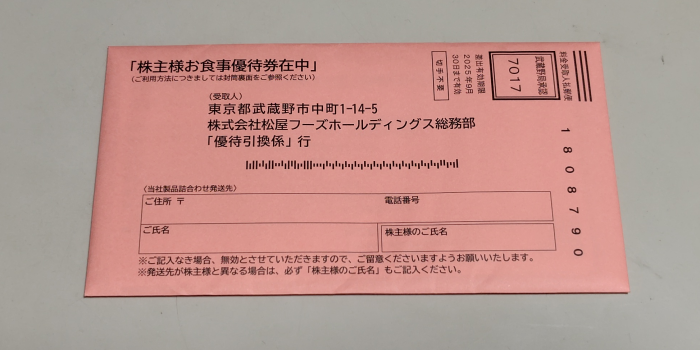 「株主様お食事優待券在中」
(ご利用方法につきましては封筒裏面をご参照ください)
(受取人)
東京都武蔵野市中町1-14-5
株式会社松屋フーズホールディングス総務部
「優待引換係」行
料金受取人払郵便
武蔵野局承認
7017
差出有効期限
2025年9月
30日まで有効
切手不要
1808790
(当社製品詰合わせ発送先)
ご住所 〒
電話番号
ご氏名
株主様のご氏名
※ご記入なき場合、無効とさせていただきますので、ご留意くださいますようお願いいたします。
※発送先が株主様と異なる場合は、必ず「株主様のご氏名」もご記入ください。